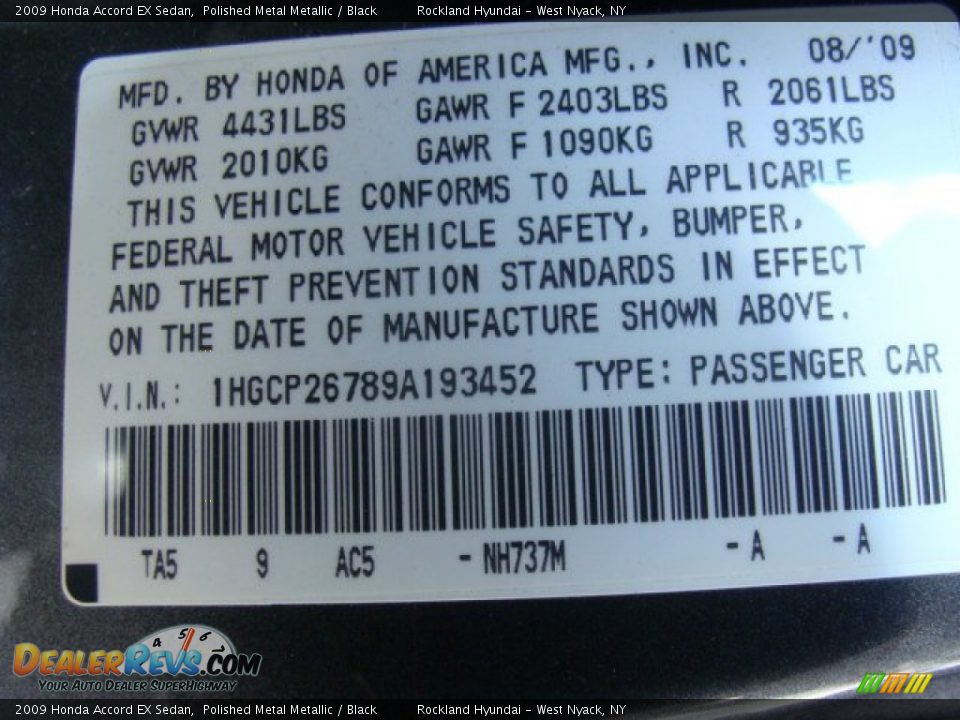 2009 Honda Accord EX Sedan, Polished Metal Metallic / Black Rockland Hyundai - West Nyack, NY
MFD. BY HONDA OF AMERICA MFG., INC. 08/'09
GVWR 4431LBS GAWR F 2403LBS R 2061LBS
GVWR 2010KG GAWR F 1090KG R 935KG
THIS VEHICLE CONFORMS TO ALL APPLICABLE
FEDERAL MOTOR VEHICLE SAFETY, BUMPER,
AND THEFT PREVENTION STANDARDS IN EFFECT
ON THE DATE OF MANUFACTURE SHOWN ABOVE.
V.I.N.: 1HGCP26789A193452 TYPE: PASSENGER CAR
TA5 9 AC5 - NH737M - A - A
4 5 6
DEALERREVS.COM
YOUR AUTO DEALER SUPERHIGHWAY
2009 Honda Accord EX Sedan, Polished Metal Metallic / Black Rockland Hyundai - West Nyack, NY